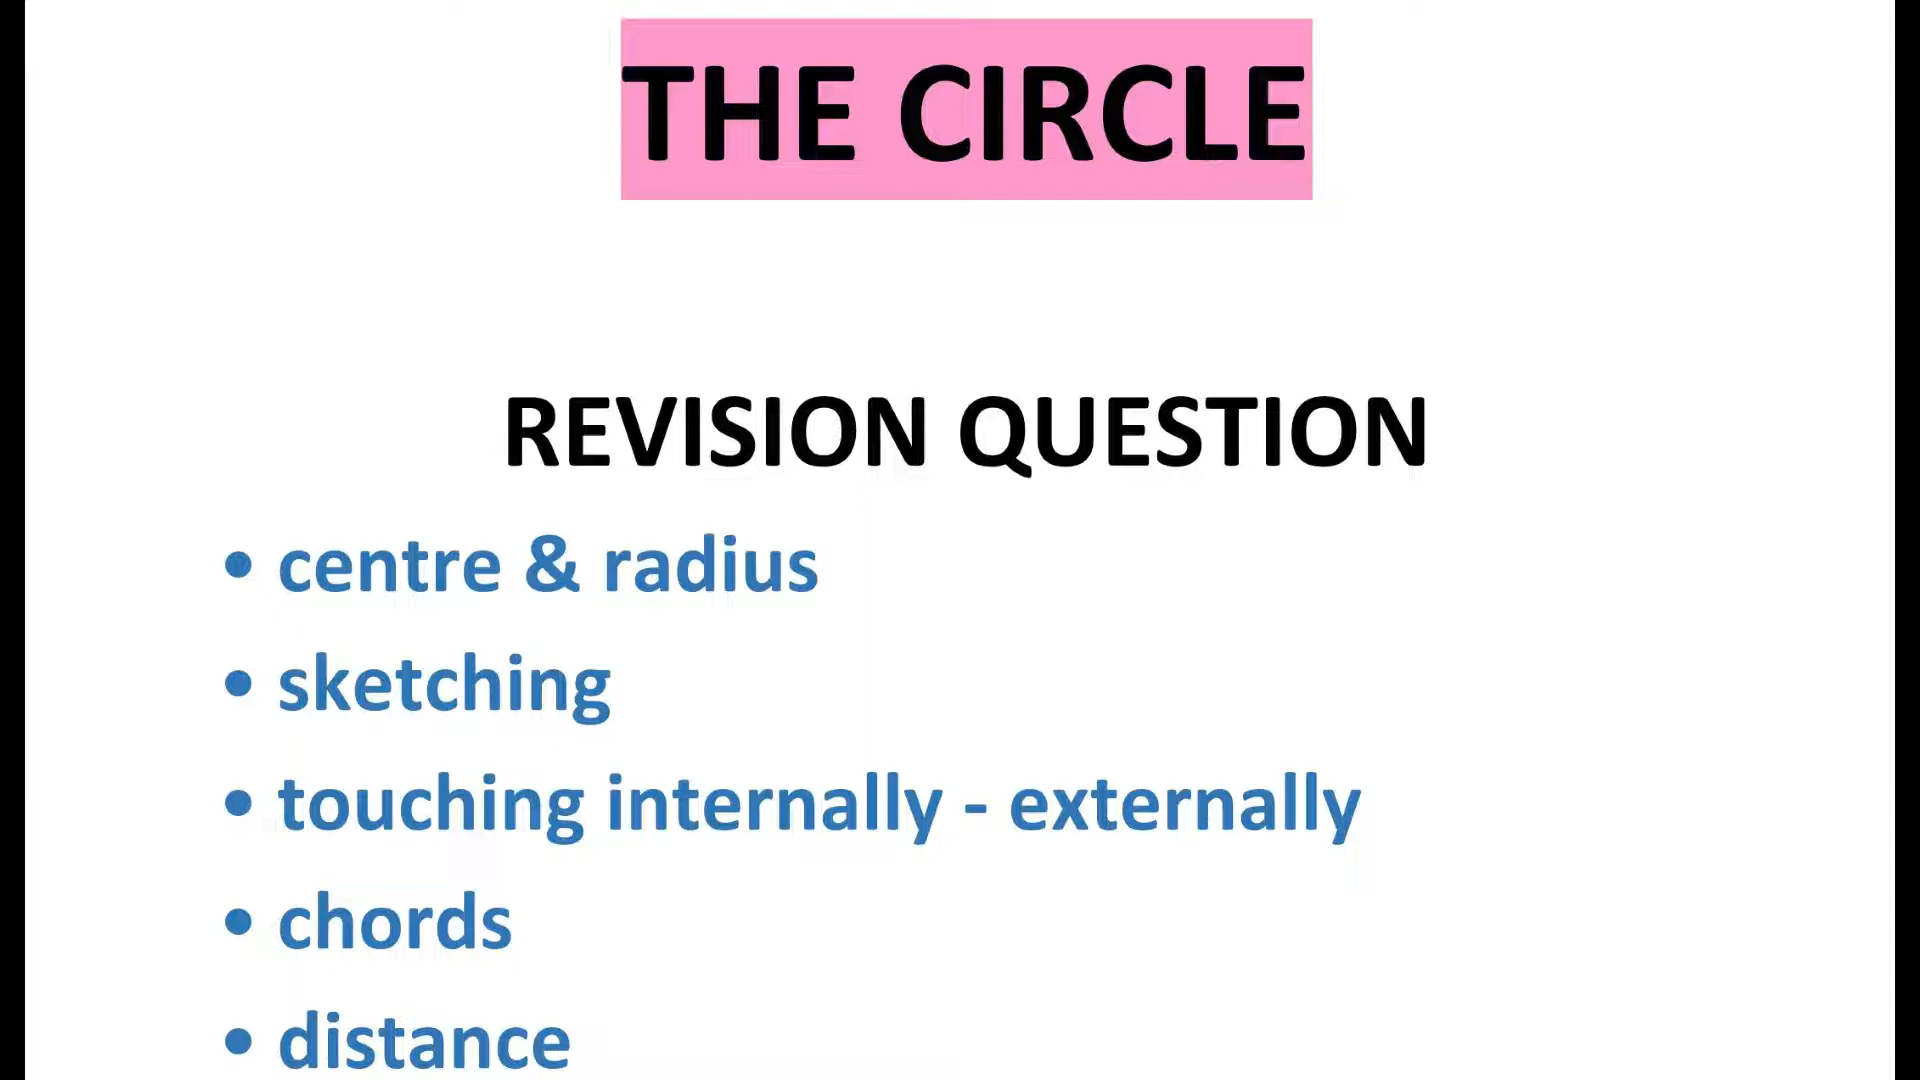 THE CIRCLE
REVISION QUESTION
• centre & radius
• sketching
• touching internally - externally
• chords
• distance